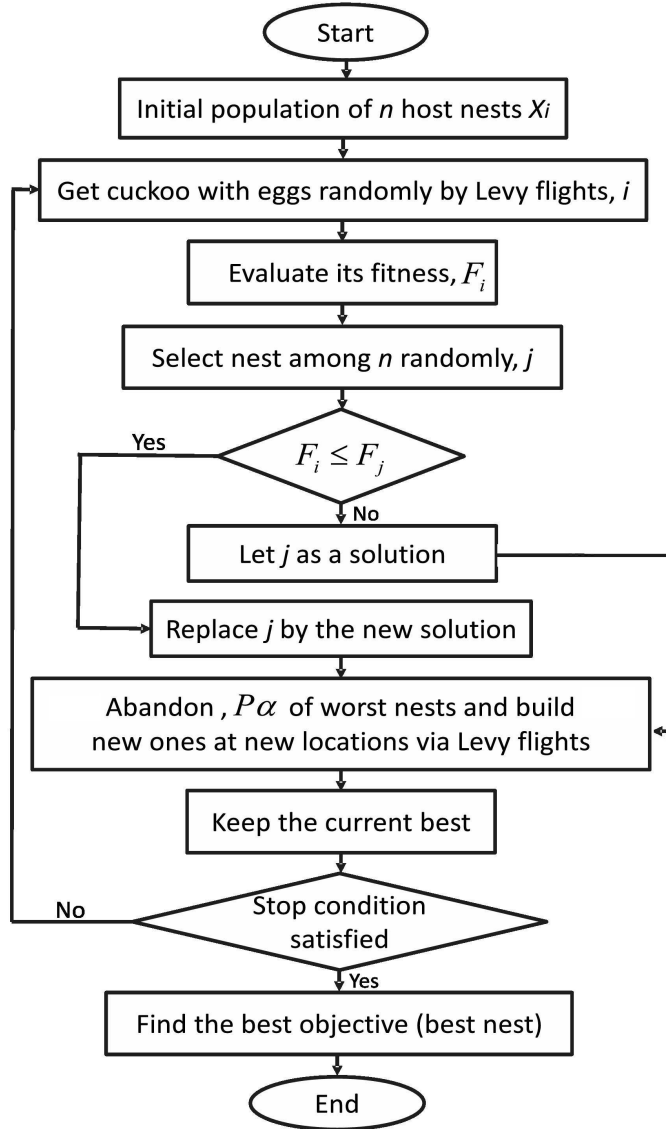 Start
Initial population of n host nests Xi
Get cuckoo with eggs randomly by Levy flights, i
Evaluate its fitness, Fi
Select nest among n randomly, j
Yes
Fi ≤ Fj
No
Let j as a solution
Replace j by the new solution
Abandon , Pα of worst nests and build
new ones at new locations via Levy flights
Keep the current best
No
Stop condition
satisfied
Yes
Find the best objective (best nest)
End